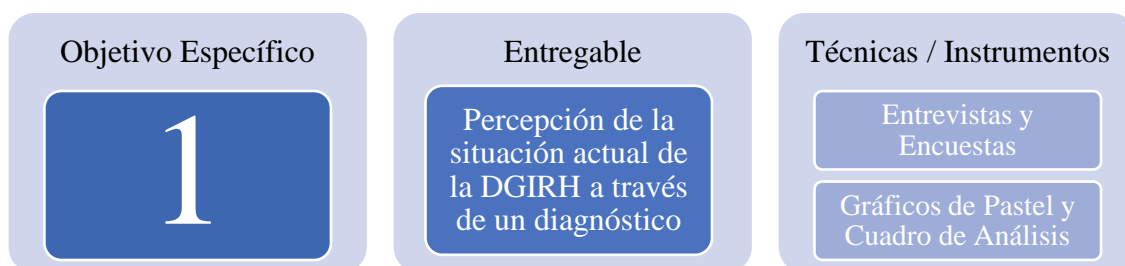 Objetivo Específico
1
Entregable
Percepción de la
situación actual de
la DGIRH a través
de un diagnóstico
Técnicas / Instrumentos
Entrevistas y
Encuestas
Gráficos de Pastel y
Cuadro de Análisis